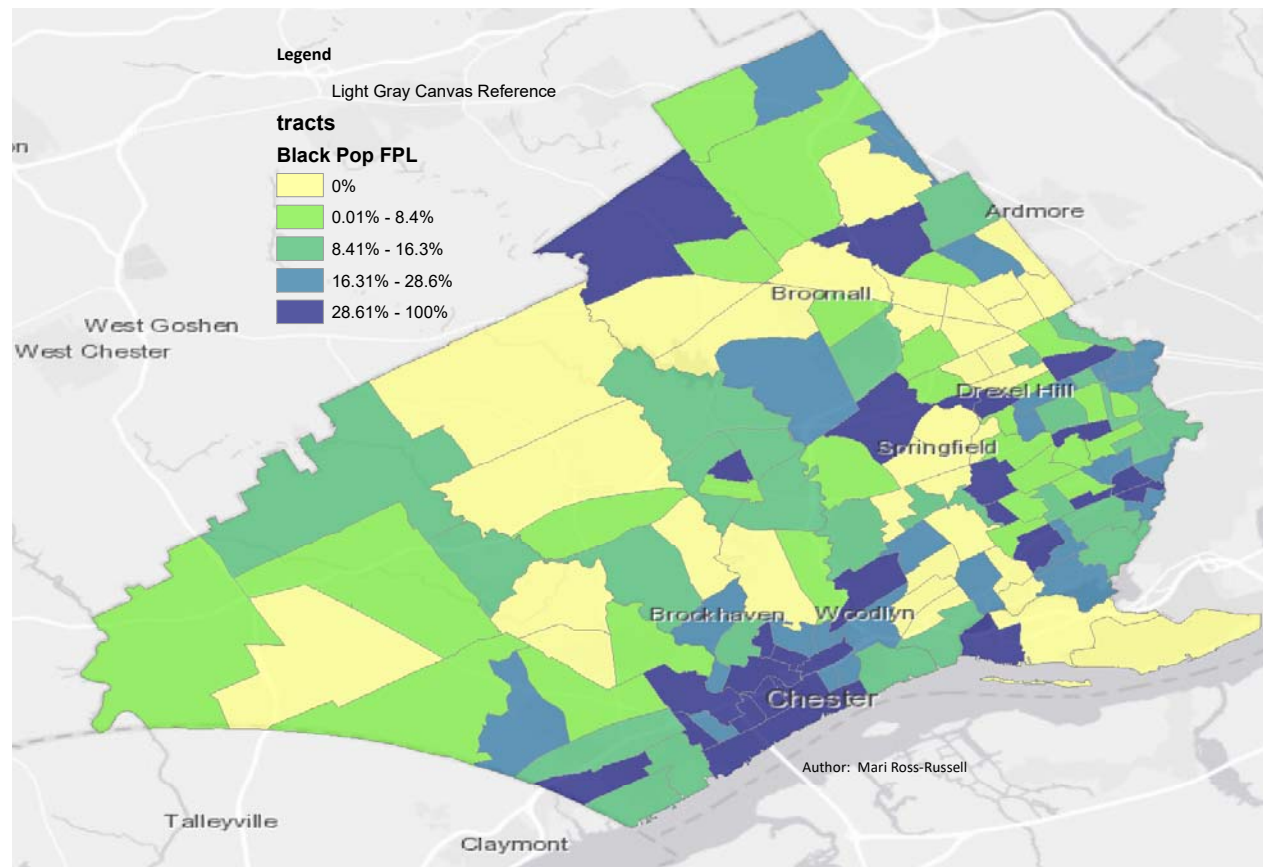 Legend
Light Gray Canvas Reference
tracts
Black Pop FPL
0%
0.01% - 8.4%
8.41% - 16.3%
16.31% - 28.6%
28.61% - 100%
on
Ardmore
Broomall
West Goshen
West Chester
Drexel Hill
Springfield
Brockhaven
Woodlyn
Chester
Author: Mari Ross-Russell
Talleyville
Claymont